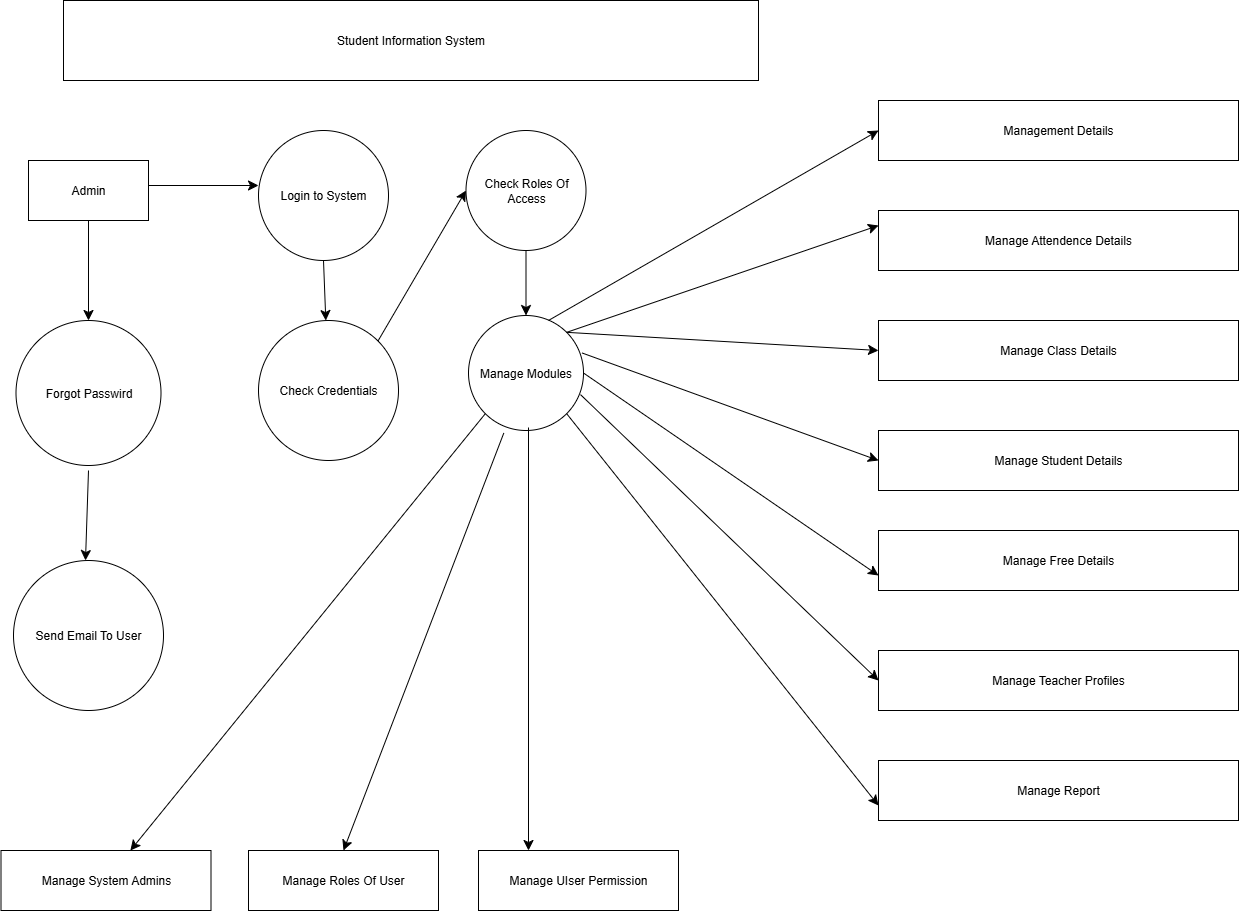 Student Information System
Management Details
Admin
Login to System
Check Roles Of
Access
Manage Attendence Details
Manage Class Details
Forgot Passwird
Check Credentials
Manage Modules
Manage Student Details
Manage Free Details
Send Email To User
Manage Teacher Profiles
Manage Report
Manage System Admins
Manage Roles Of User
Manage Ulser Permission